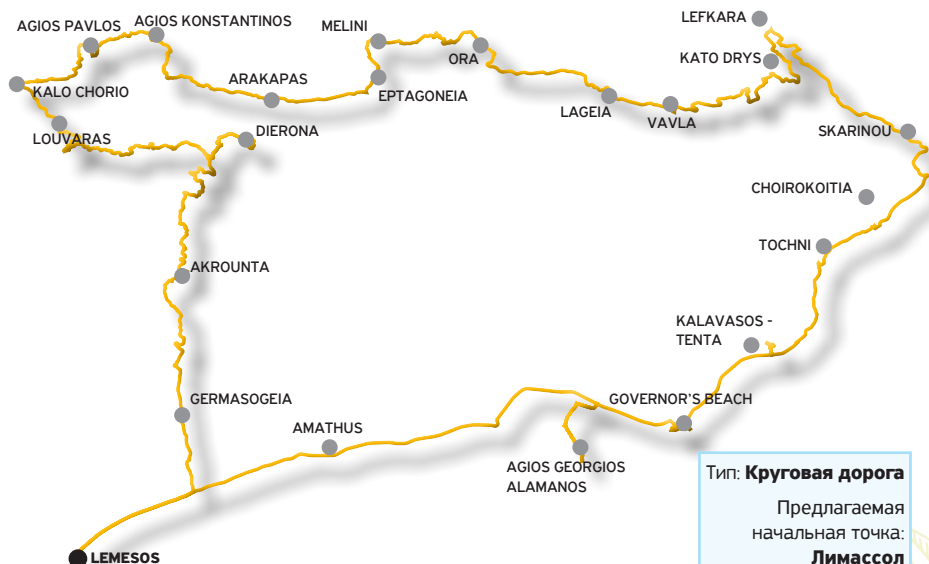 AGIOS PAVLOS
AGIOS KONSTANTINOS
MELINI
LEFKARA
ORA
KATO DRYS
KALO CHORIO
ARAKAPAS
EPTAGONEIA
LAGEIA
VAVLA
LOUVARAS
DIERONA
SKARINOU
CHOIROKOITIA
TOCHNI
AKROUNTA
KALAVASOS -
TENTA
GERMASOGEIA
AMATHUS
GOVERNOR'S BEACH
AGIOS GEORGIOS
ALAMANOS
LEMESOS
Тип: Круговая дорога
Предлагаемая
начальная точка:
Лимассол